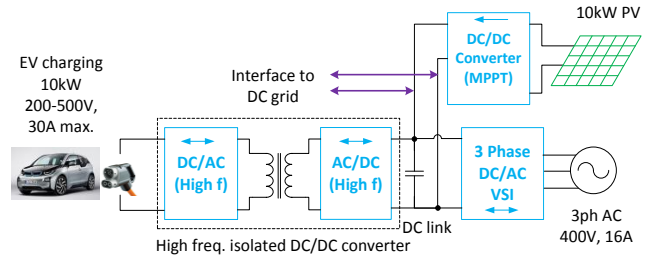 EV charging
10kW
200-500V,
30A max.
Interface to
DC grid
DC/DC
Converter
(MPPT)
10kW PV
DC/AC
(High f)
AC/DC
(High f)
DC link
3 Phase
DC/AC
VSI
3ph AC
400V, 16A
High freq. isolated DC/DC converter